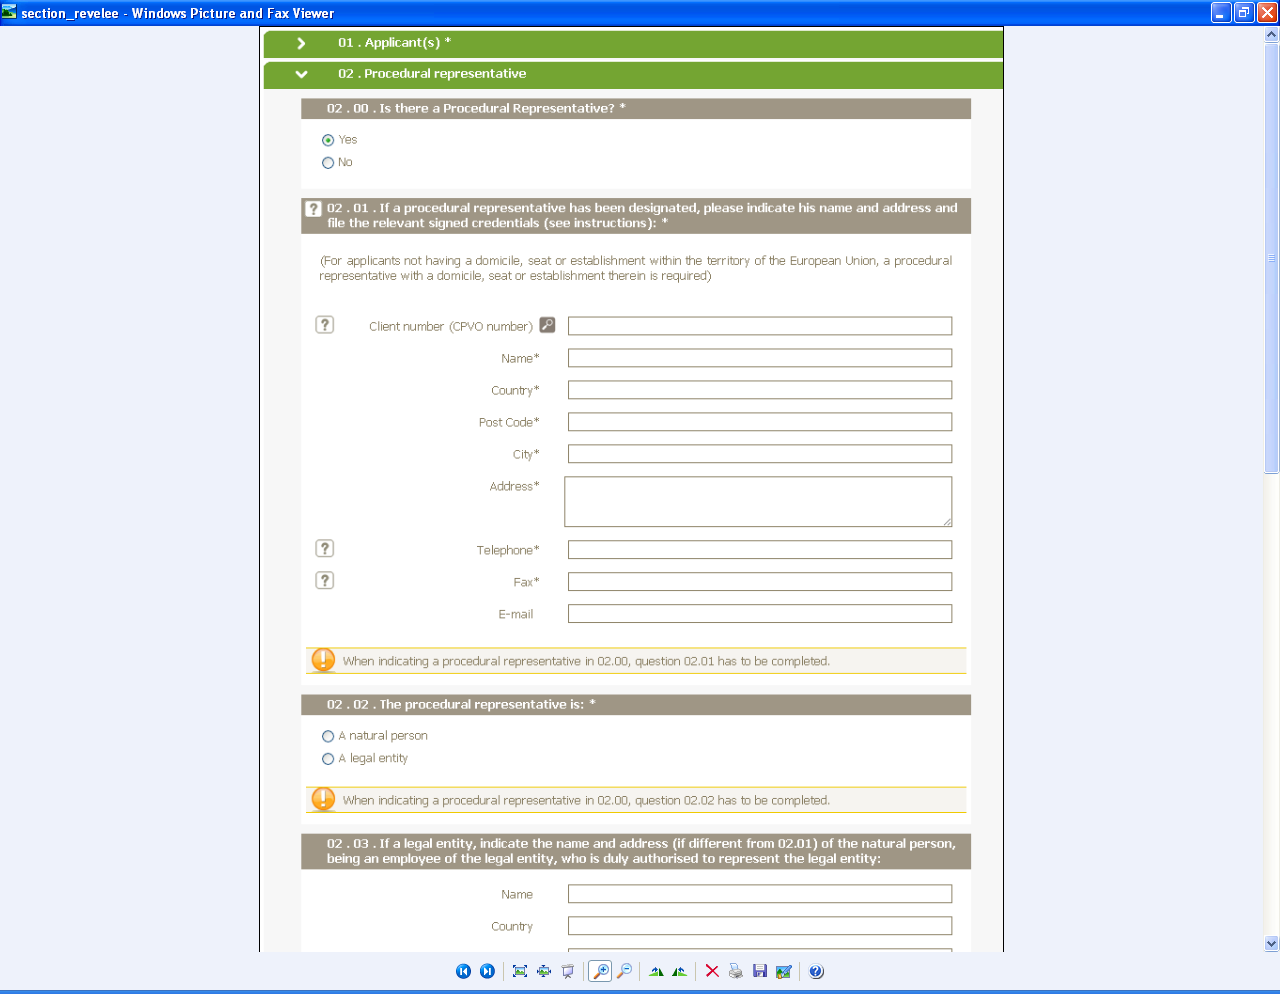 section_revelee - Windows Picture and Fax Viewer
01 . Applicant(s) *
02 . Procedural representative
02 . 00 . Is there a Procedural Representative? *
Yes
No
? 02 . 01 . If a procedural representative has been designated, please indicate his name and address and
file the relevant signed credentials (see instructions): *
(For applicants not having a domicile, seat or establishment within the territory of the European Union, a procedural
representative with a domicile, seat or establishment therein is required)
? Client number (CPVO number)
Name*
Country*
Post Code*
City*
Address*
? Telephone*
? Fax*
E-mail
When indicating a procedural representative in 02.00, question 02.01 has to be completed.
02 . 02 . The procedural representative is: *
A natural person
A legal entity
When indicating a procedural representative in 02.00, question 02.02 has to be completed.
02 . 03 . If a legal entity, indicate the name and address (if different from 02.01) of the natural person,
being an employee of the legal entity, who is duly authorised to represent the legal entity:
Name
Country